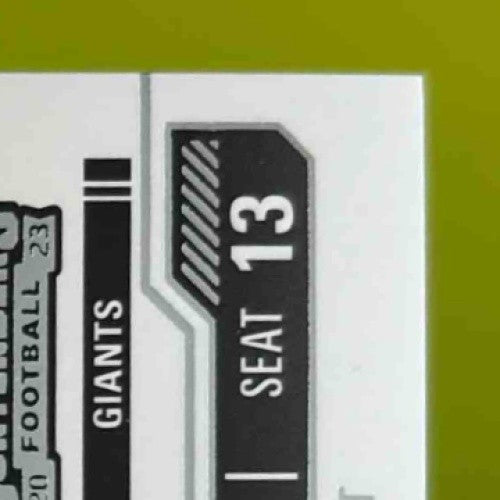 FOOTBALL
20 23
GIANTS
SEAT 13